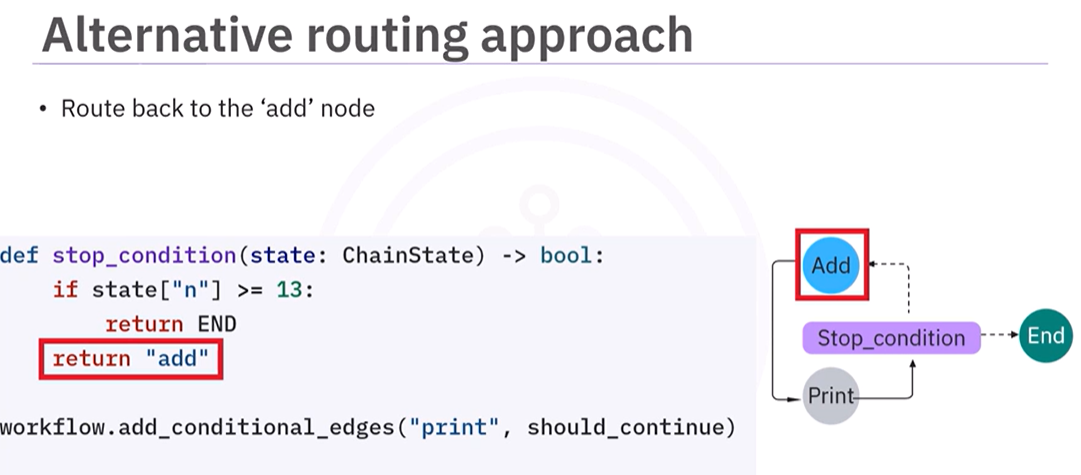 Alternative routing approach
• Route back to the ‘add’ node
def stop_condition(state: ChainState) -> bool:
    if state["n"] >= 13:
        return END
    return "add"
workflow.add_conditional_edges("print", should_continue)
Add
Stop_condition
End
Print